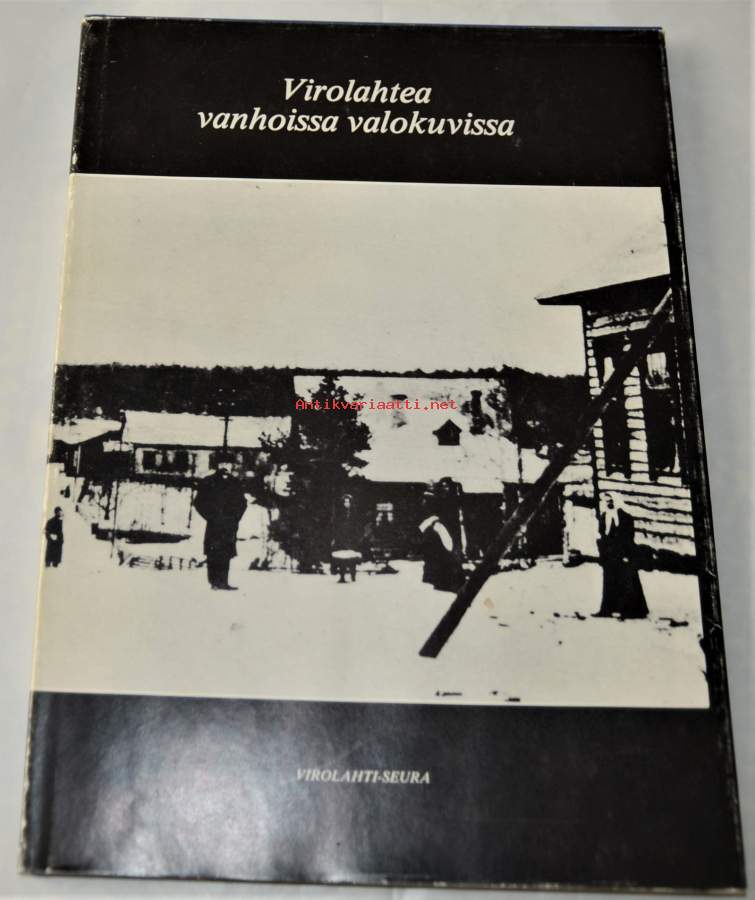 Virolahtea
vanhoissa valokuvissa
Antikvariaatti.net
VIROLAHTI-SEURA